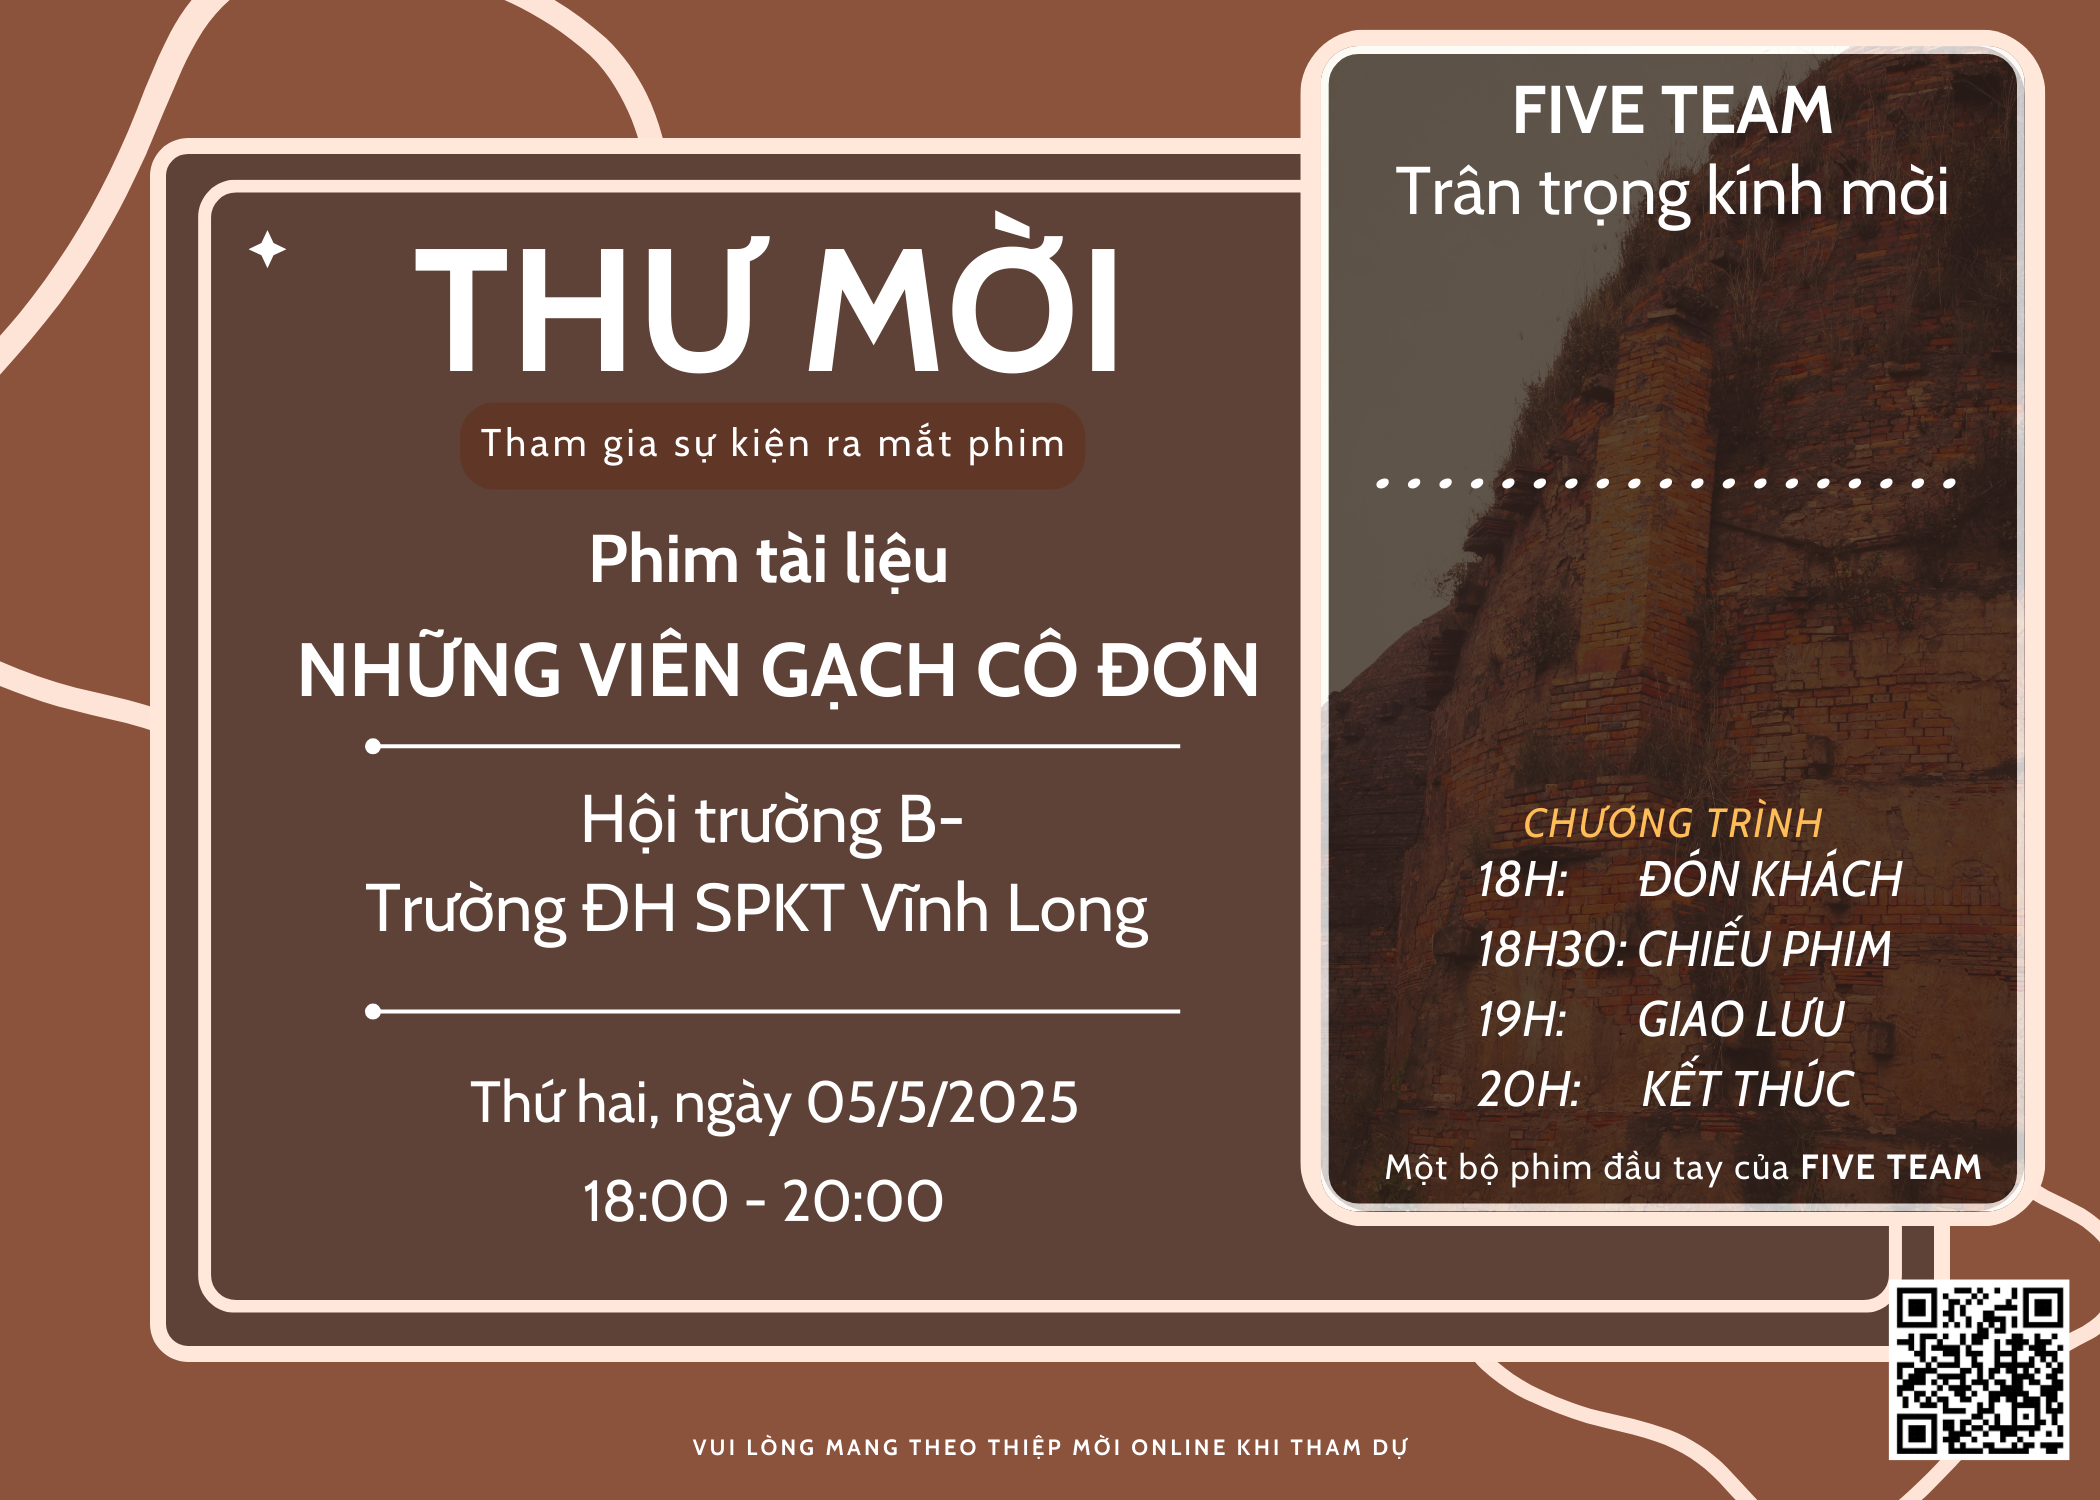 THƯ MỜI
Tham gia sự kiện ra mắt phim
Phim tài liệu
NHỮNG VIÊN GẠCH CÔ ĐƠN
Hội trường B-
Trường ĐH SPKT Vĩnh Long
Thứ hai, ngày 05/5/2025
18:00 - 20:00
FIVE TEAM
Trân trọng kính mời
CHƯƠNG TRÌNH
18H: ĐÓN KHÁCH
18H30: CHIẾU PHIM
19H: GIAO LƯU
20H: KẾT THÚC
Một bộ phim đầu tay của FIVE TEAM
VUI LÒNG MANG THEO THIỆP MỜI ONLINE KHI THAM DỰ